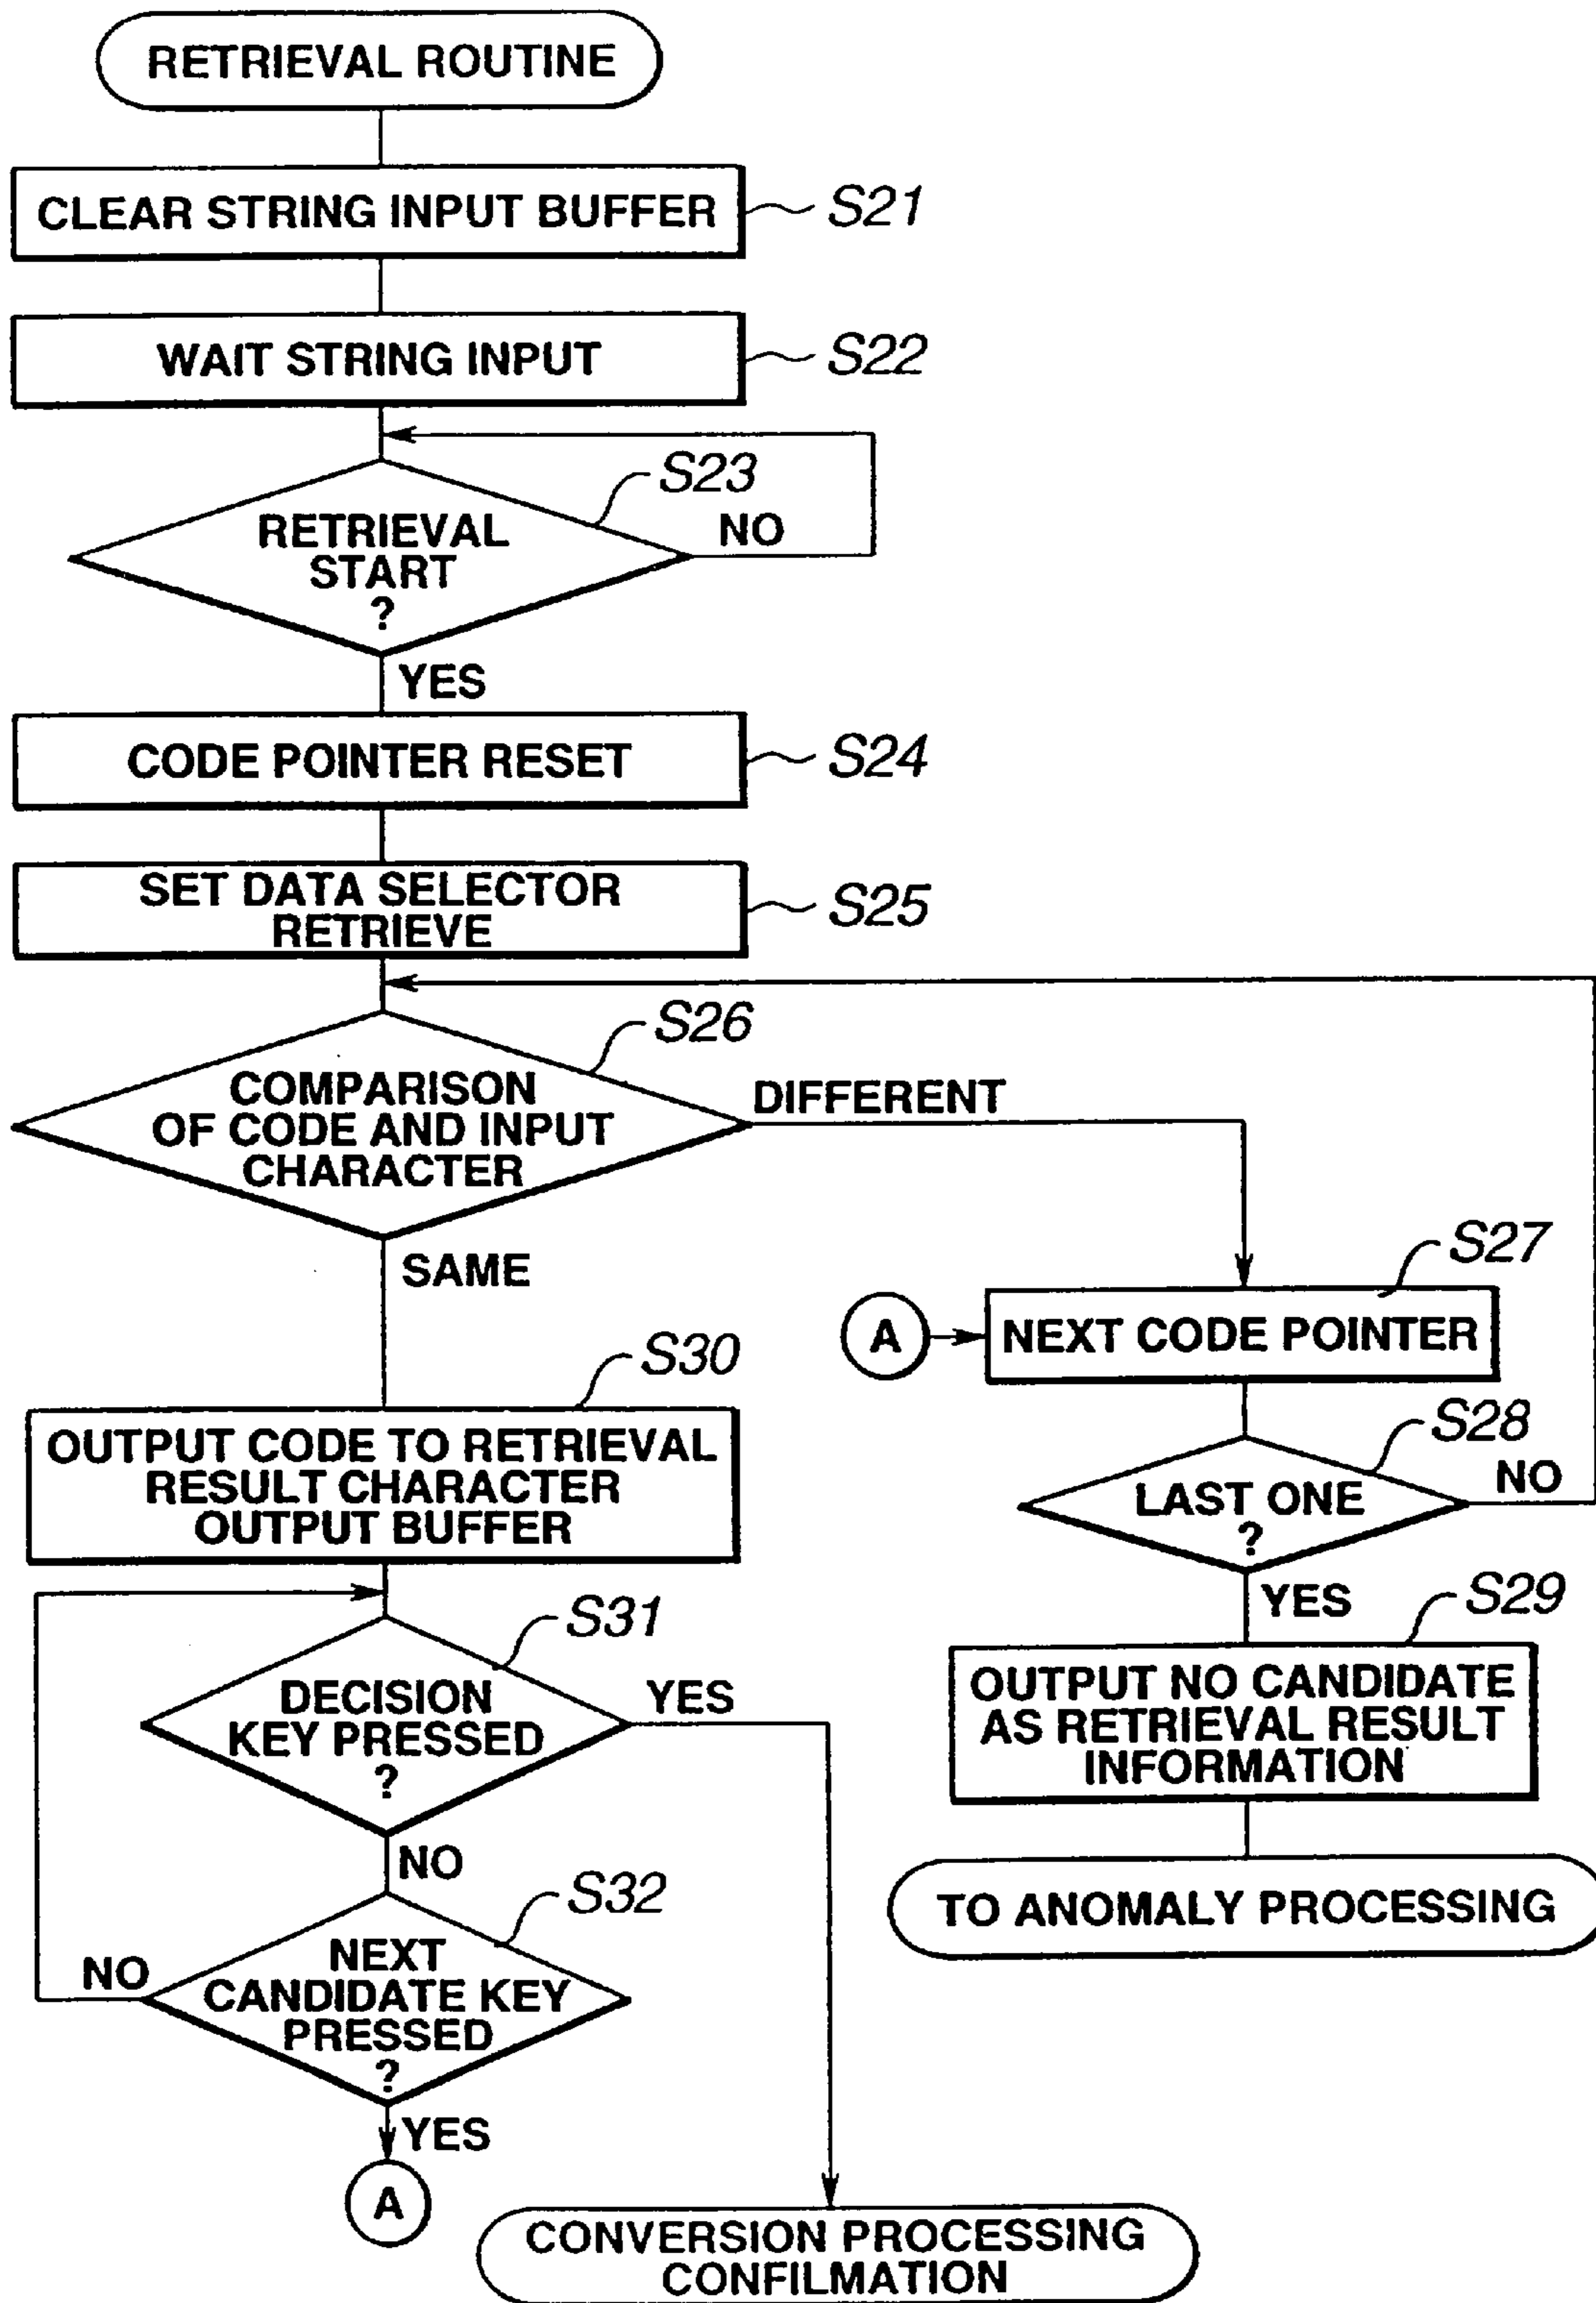 RETRIEVAL ROUTINE
CLEAR STRING INPUT BUFFER
S21
WAIT STRING INPUT
S22
S23
RETRIEVAL
START
?
NO
YES
CODE POINTER RESET
S24
SET DATA SELECTOR
RETRIEVE
S25
S26
COMPARISON
OF CODE AND INPUT
CHARACTER
DIFFERENT
SAME
S27
A
NEXT CODE POINTER
S28
LAST ONE
?
NO
YES
S29
OUTPUT NO CANDIDATE
AS RETRIEVAL RESULT
INFORMATION
TO ANOMALY PROCESSING
S30
OUTPUT CODE TO RETRIEVAL
RESULT CHARACTER
OUTPUT BUFFER
S31
DECISION
KEY PRESSED
?
YES
NO
S32
NEXT
CANDIDATE KEY
PRESSED
?
NO
YES
A
CONVERSION PROCESSING
CONFILMATION